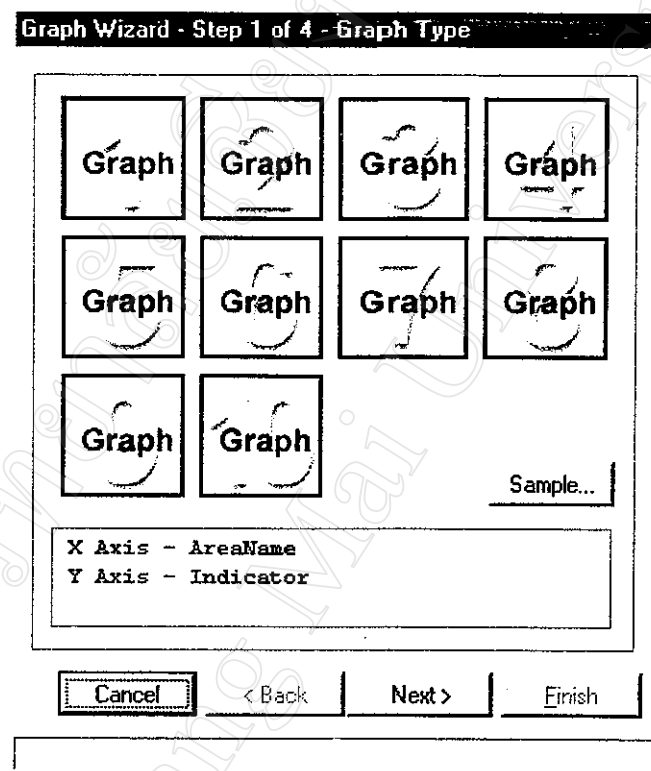 Graph Wizard - Step 1 of 4 - Graph Type
Graph Graph Graph Graph
Graph Graph Graph Graph
Graph Graph
Sample...
X Axis - AreaName
Y Axis - Indicator
Cancel < Back Next > Finish